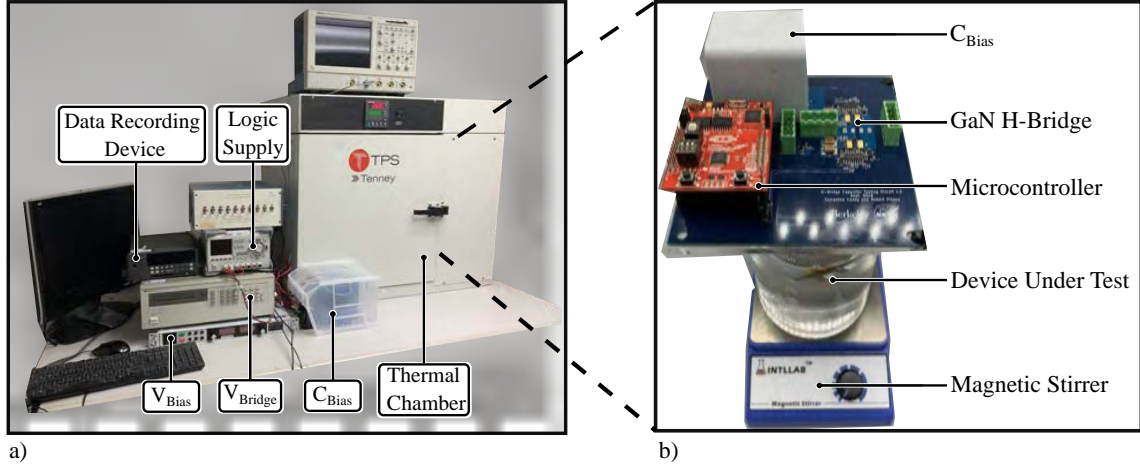 Data Recording
Device
Logic
Supply
TPS
Tenney
V_Bias
V_Bridge
C_Bias
Thermal
Chamber
a)
C_Bias
GaN H-Bridge
Microcontroller
Device Under Test
INTLLAB™
Magnetic Stirrer
Magnetic Stirrer
b)